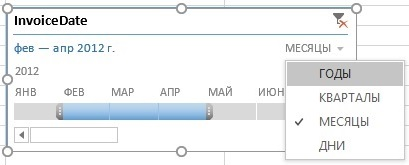 InvoiceDate
фев — апр 2012 г. МЕСЯЦЫ
2012
ЯНВ ФЕВ МАР АПР МАЙ ИЮН
ГОДЫ
КВАРТАЛЫ
МЕСЯЦЫ
ДНИ